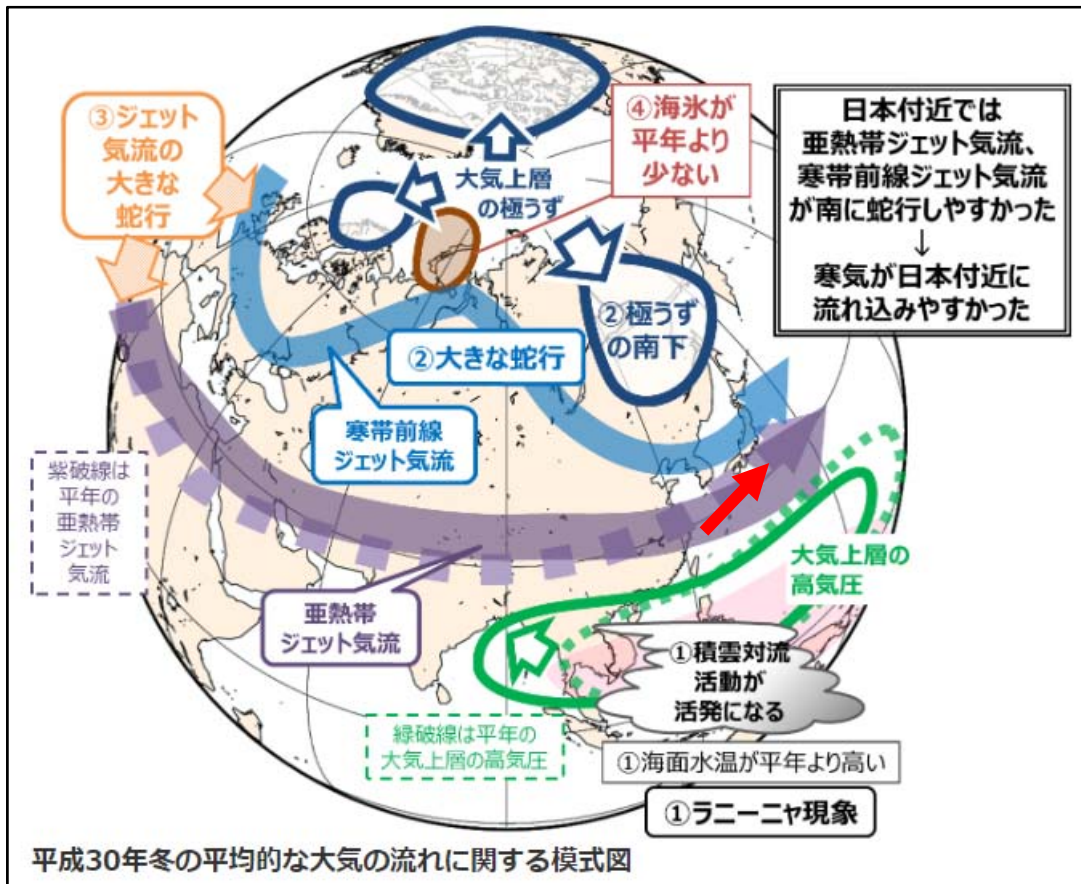 ③ジェット
気流の
大きな
蛇行
④海氷が
平年より
少ない
大気上層
の極うず
日本付近では
亜熱帯ジェット気流、
寒帯前線ジェット気流
が南に蛇行しやすかった
↓
寒気が日本付近に
流れ込みやすかった
②極うず
の南下
②大きな蛇行
寒帯前線
ジェット気流
紫破線は
平年の
亜熱帯
ジェット
気流
亜熱帯
ジェット気流
大気上層の
高気圧
①積雲対流
活動が
活発になる
緑破線は平年の
大気上層の高気圧
①海面水温が平年より高い
①ラニーニャ現象
平成30年冬の平均的な大気の流れに関する模式図